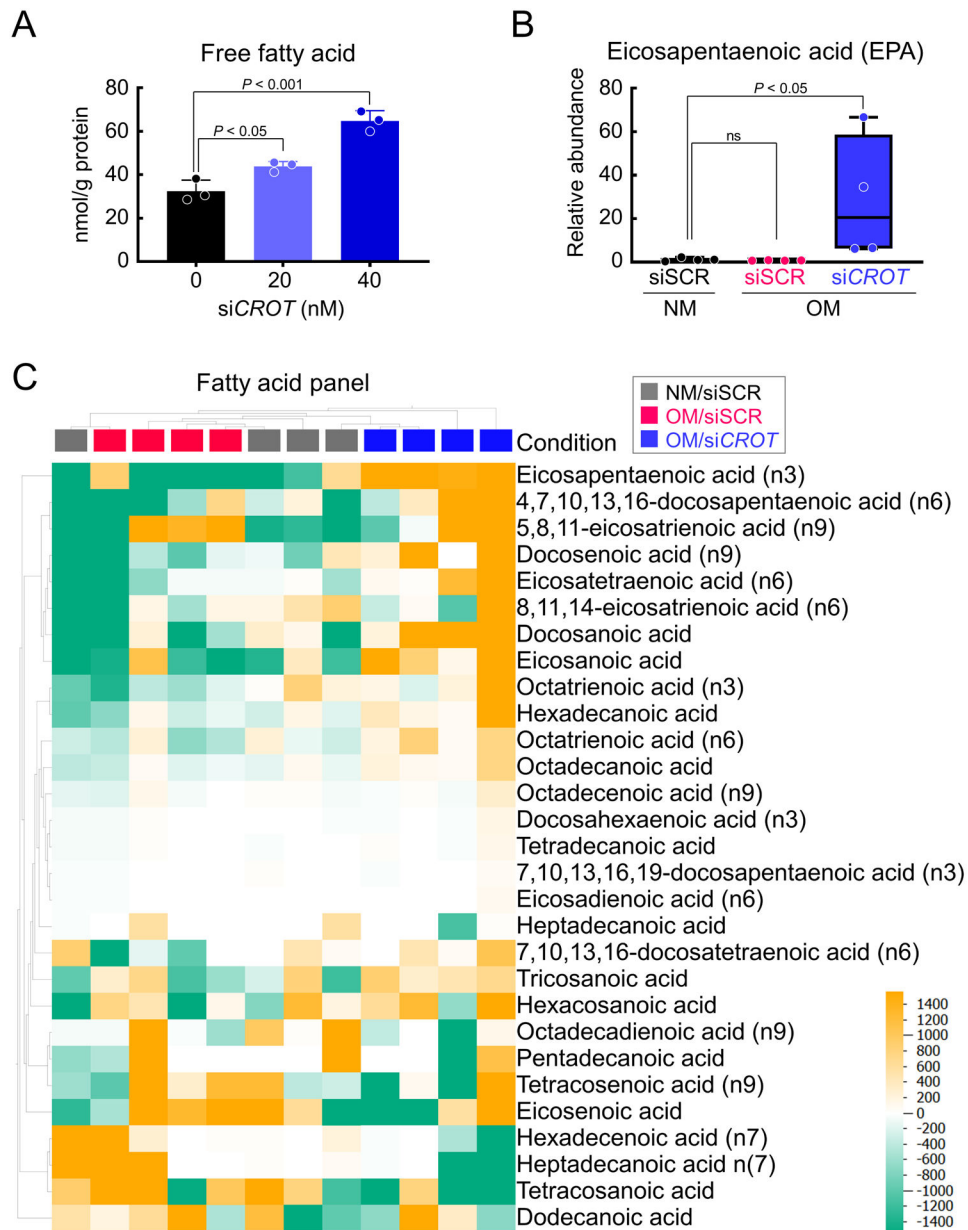 A
Free fatty acid
80
60
40
20
0
nmol/g protein
P < 0.001
P < 0.05
0
20
40
siCROT (nM)
B
Eicosapentaenoic acid (EPA)
80
60
40
20
0
Relative abundance
P < 0.05
ns
siSCR
siSCR
siCROT
NM
OM
C
Fatty acid panel
NM/siSCR
OM/siSCR
OM/siCROT
Condition
Eicosapentaenoic acid (n3)
4,7,10,13,16-docosapentaenoic acid (n6)
5,8,11-eicosatrienoic acid (n9)
Docosenoic acid (n9)
Eicosatetraenoic acid (n6)
8,11,14-eicosatrienoic acid (n6)
Docosanoic acid
Eicosanoic acid
Octatrienoic acid (n3)
Hexadecanoic acid
Octatrienoic acid (n6)
Octadecanoic acid
Octadecenoic acid (n9)
Docosahexaenoic acid (n3)
Tetradecanoic acid
7,10,13,16,19-docosapentaenoic acid (n3)
Eicosadienoic acid (n6)
Heptadecanoic acid
7,10,13,16-docosatetraenoic acid (n6)
Tricosanoic acid
Hexacosanoic acid
Octadecadienoic acid (n9)
Pentadecanoic acid
Tetracosenoic acid (n9)
Eicosenoic acid
Hexadecenoic acid (n7)
Heptadecanoic acid n(7)
Tetracosanoic acid
Dodecanoic acid
1400
1200
1000
800
600
400
200
0
-200
-400
-600
-800
-1000
-1200
-1400